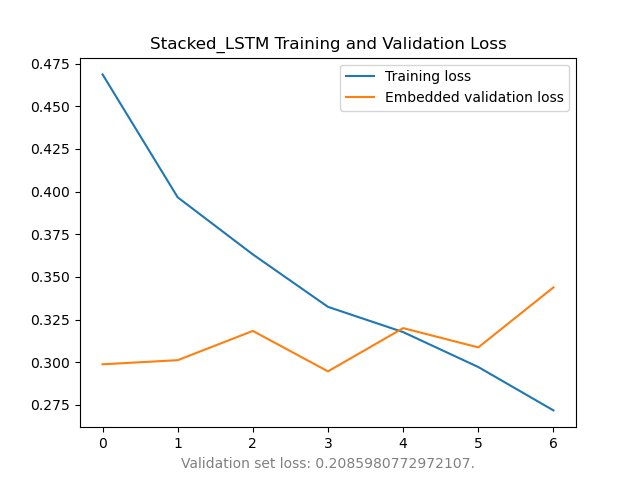 Stacked_LSTM Training and Validation Loss
0.475
0.450
0.425
0.400
0.375
0.350
0.325
0.300
0.275
Training loss
Embedded validation loss
0 1 2 3 4 5 6
Validation set loss: 0.2085980772972107.